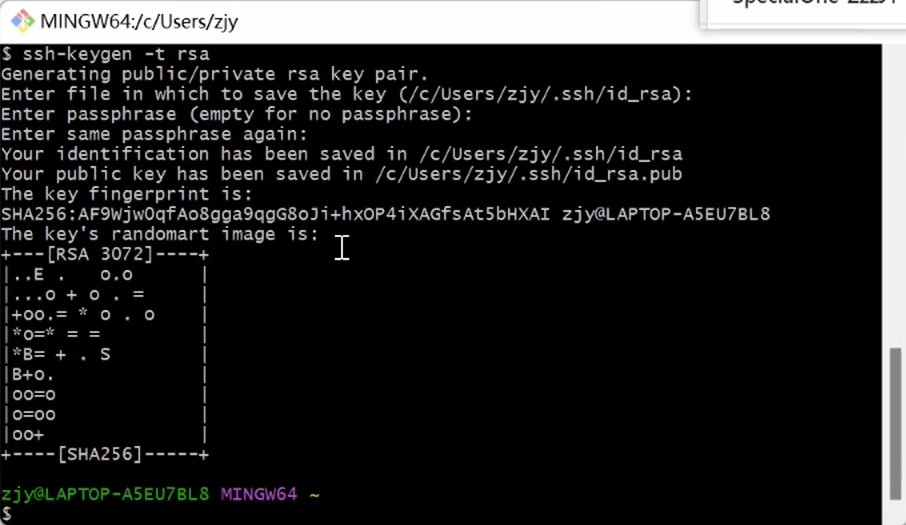 MINGW64:/c/Users/zjy
$ ssh-keygen -t rsa
Generating public/private rsa key pair.
Enter file in which to save the key (/c/Users/zjy/.ssh/id_rsa):
Enter passphrase (empty for no passphrase):
Enter same passphrase again:
Your identification has been saved in /c/Users/zjy/.ssh/id_rsa
Your public key has been saved in /c/Users/zjy/.ssh/id_rsa.pub
The key fingerprint is:
SHA256:AF9WjwOqfAo8gga9qgG8oJi+hxOP4iXAGfsAt5bHXAI zjy@LAPTOP-A5EU7BL8
The key's randomart image is:
+---[RSA 3072]----+
|..E .   o.o      |
|...o + o . =     |
|+oo.= * o . o    |
|*o=* = =         |
|*B= + . S        |
|B+o.             |
|oo=o             |
|o=oo             |
|oo+              |
+----[SHA256]-----+
zjy@LAPTOP-A5EU7BL8 MINGW64 ~
$